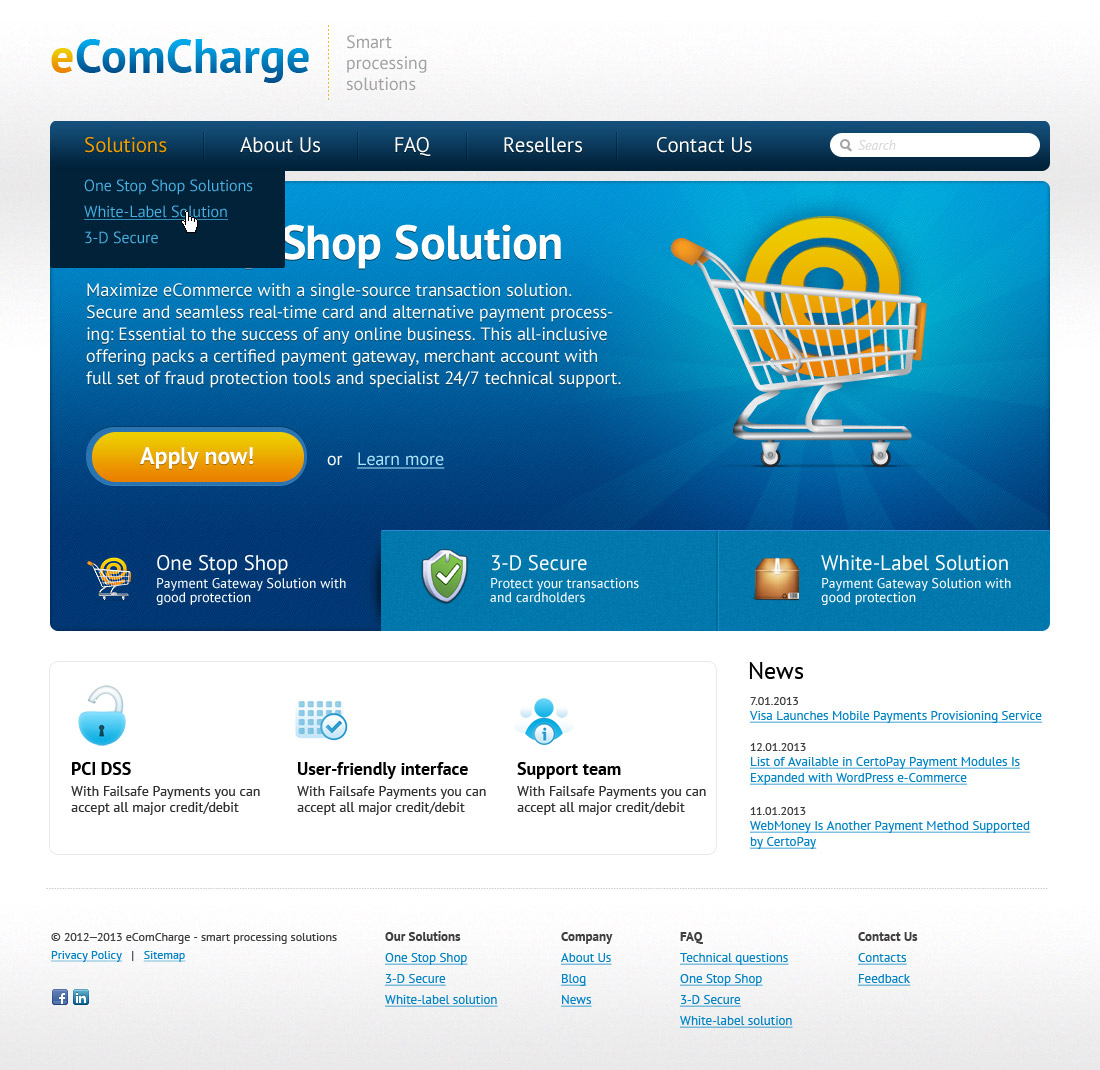 eComCharge
Smart
processing
solutions
Solutions
About Us
FAQ
Resellers
Contact Us
Search
One Stop Shop Solutions
White-Label Solution
3-D Secure
Shop Solution
Maximize eCommerce with a single-source transaction solution.
Secure and seamless real-time card and alternative payment process-
ing: Essential to the success of any online business. This all-inclusive
offering packs a certified payment gateway, merchant account with
full set of fraud protection tools and specialist 24/7 technical support.
Apply now!
or Learn more
One Stop Shop
Payment Gateway Solution with
good protection
3-D Secure
Protect your transactions
and cardholders
White-Label Solution
Payment Gateway Solution with
good protection
PCI DSS
With Failsafe Payments you can
accept all major credit/debit
User-friendly interface
With Failsafe Payments you can
accept all major credit/debit
Support team
With Failsafe Payments you can
accept all major credit/debit
News
7.01.2013
Visa Launches Mobile Payments Provisioning Service
12.01.2013
List of Available in CertoPay Payment Modules Is
Expanded with WordPress e-Commerce
11.01.2013
WebMoney Is Another Payment Method Supported
by CertoPay
© 2012—2013 eComCharge - smart processing solutions
Privacy Policy | Sitemap
Our Solutions
One Stop Shop
3-D Secure
White-label solution
Company
About Us
Blog
News
FAQ
Technical questions
One Stop Shop
3-D Secure
White-label solution
Contact Us
Contacts
Feedback